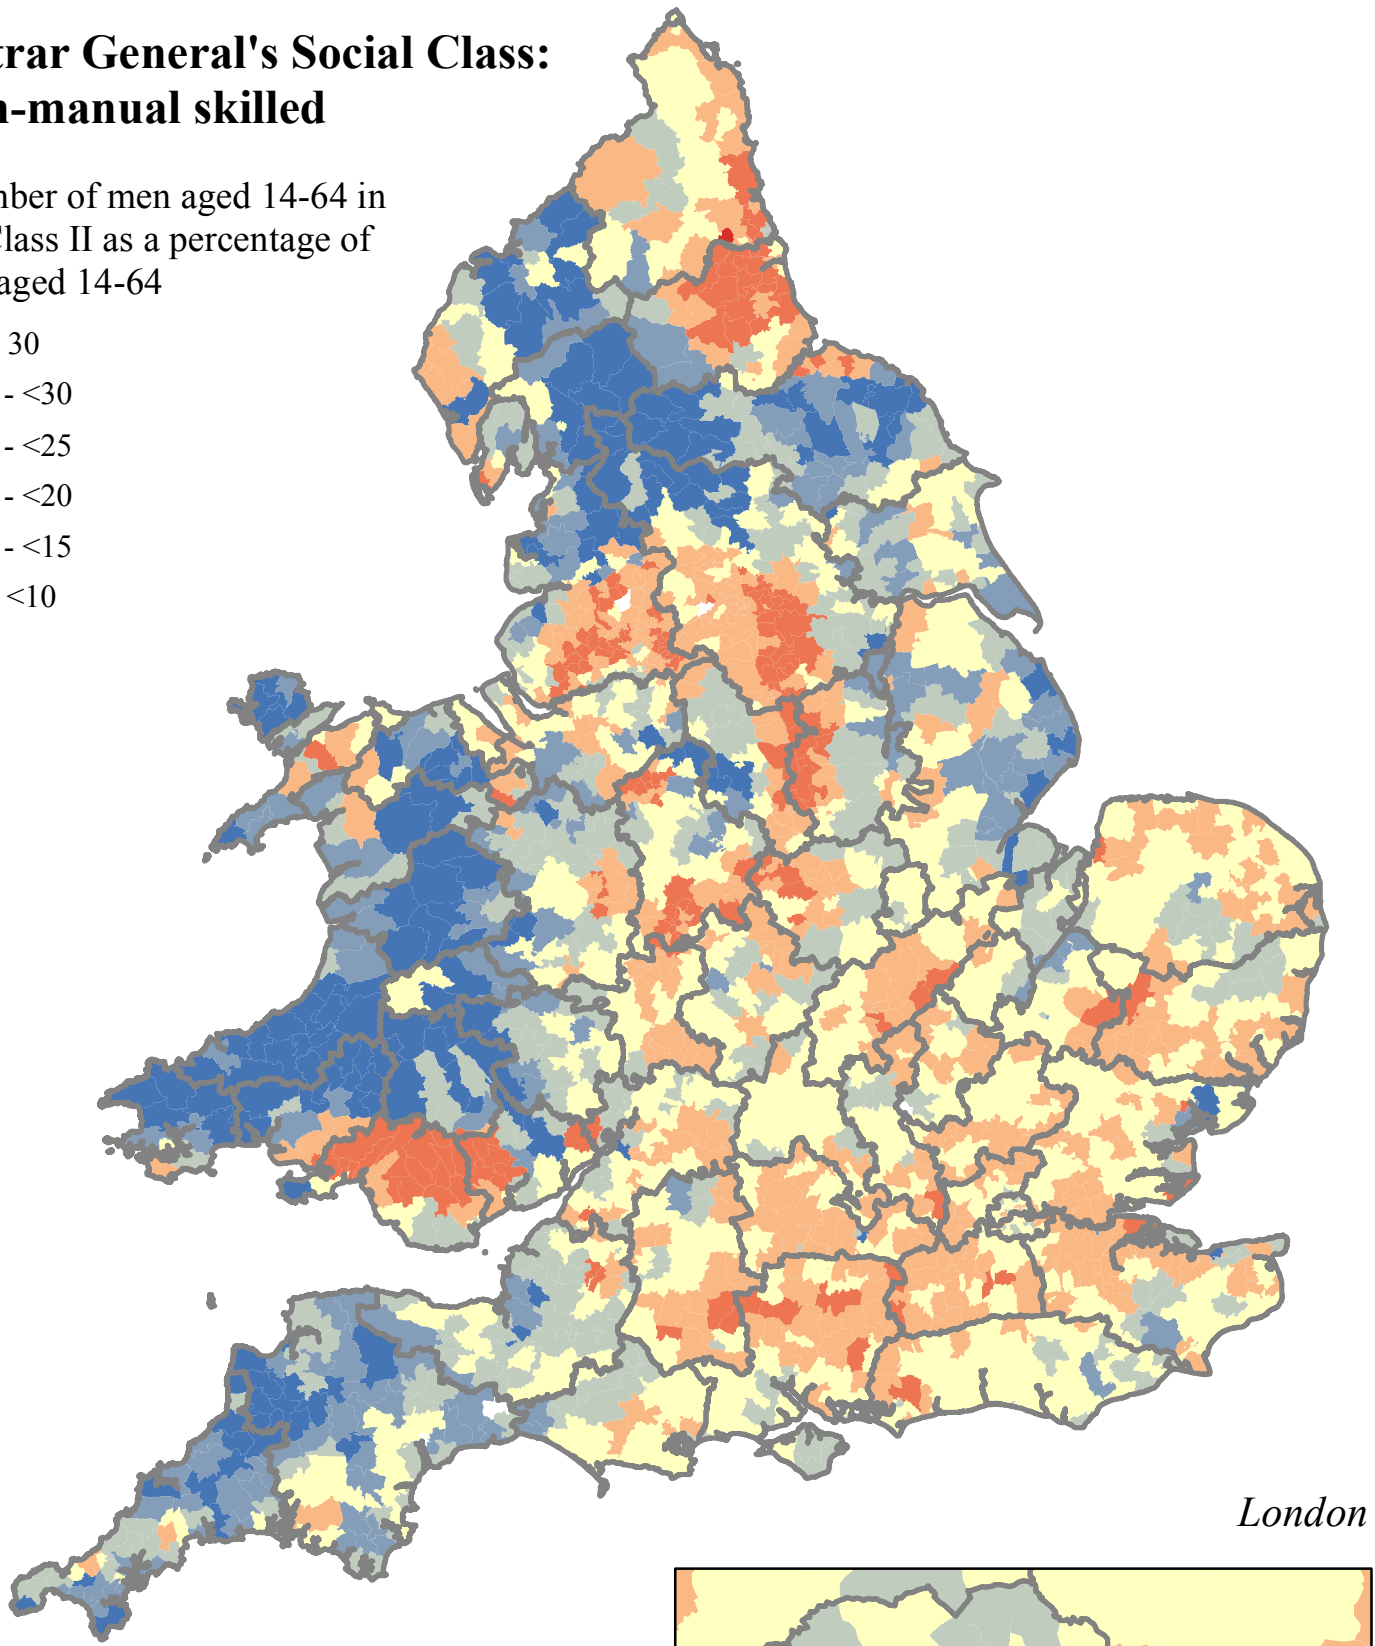 trar General's Social Class:
n-manual skilled
nber of men aged 14-64 in
Class II as a percentage of
aged 14-64
30
- <30
- <25
- <20
- <15
<10
London